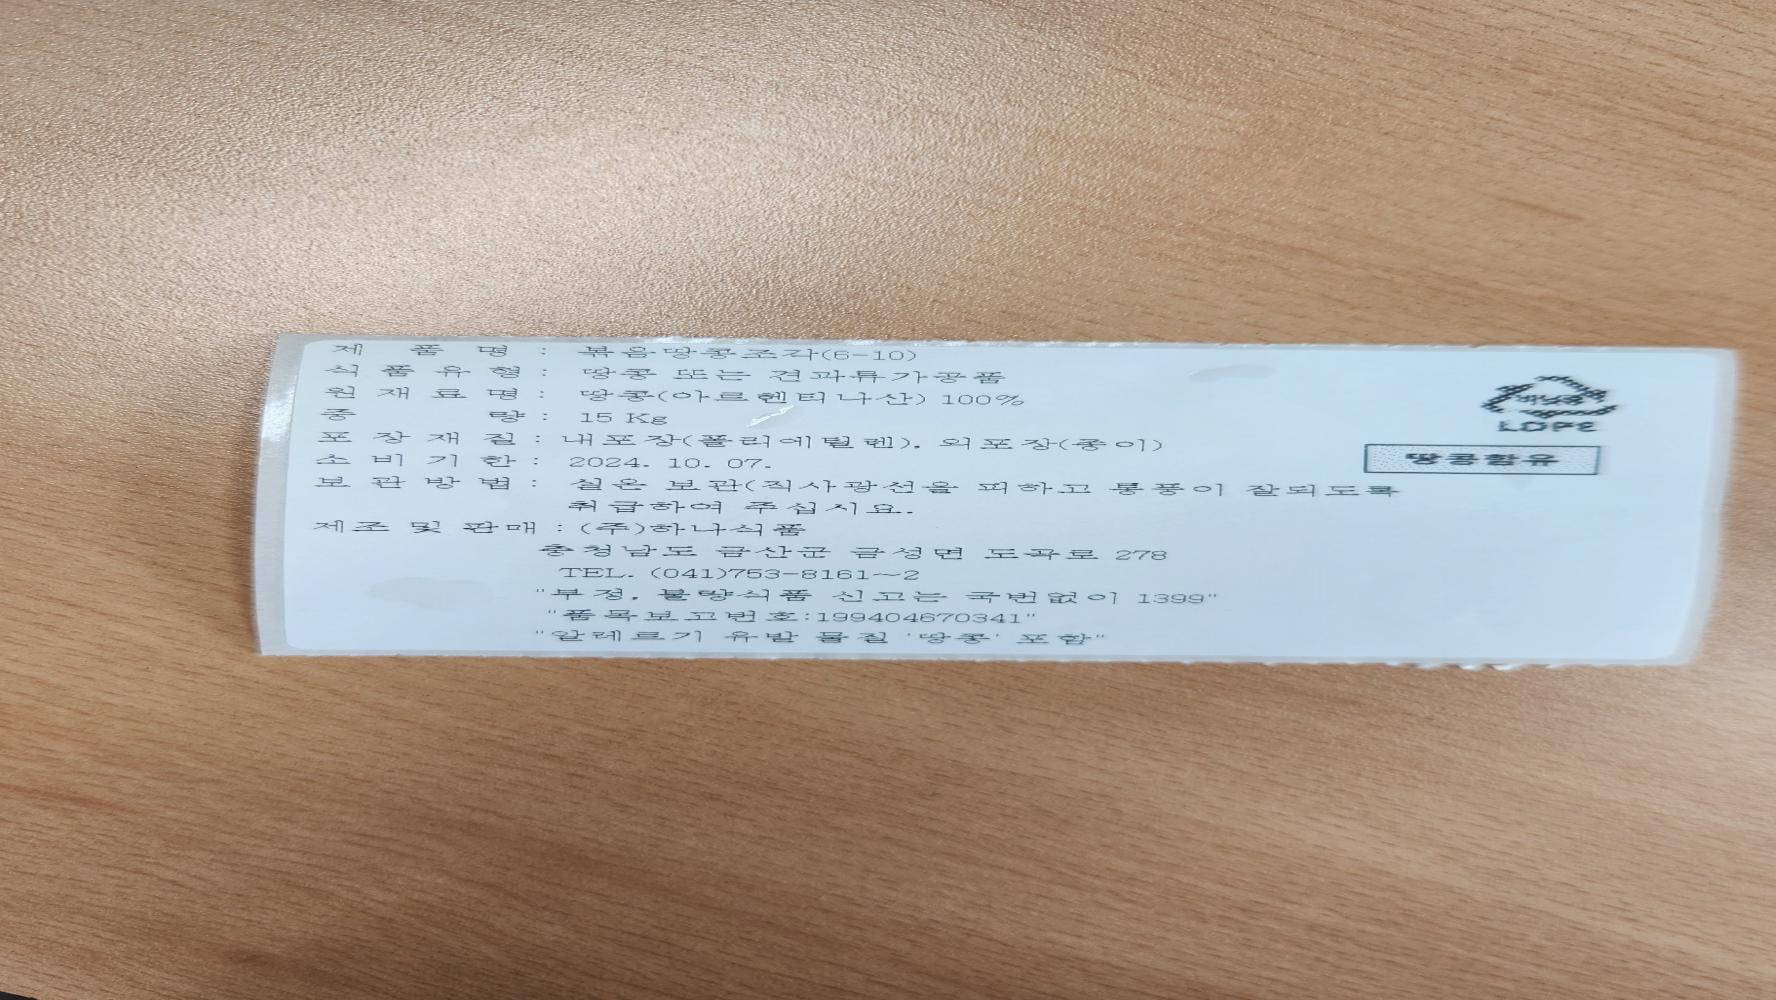 제 품 명 : 볶음땅콩조각(6-10)
식 품 유 형 : 땅콩 또는 견과류가공품
원 재 료 명 : 땅콩(아르헨티나산) 100%
중 량 : 15 Kg
포 장 재 질 : 내포장(폴리에틸렌), 외포장(종이)
소 비 기 한 : 2024. 10. 07.
보 관 방 법 : 실온 보관(직사광선을 피하고 통풍이 잘되도록
취급하여 주십시요.
제조 및 판매 : (주)하나식품
충청남도 금산군 금성면 도곡로 278
TEL. (041)753-8161~2
"부정, 불량식품 신고는 국번없이 1399"
"품목보고번호:199404670341"
"알레르기 유발 물질 '땅콩' 포함"
비닐류
LDPE
땅콩함유